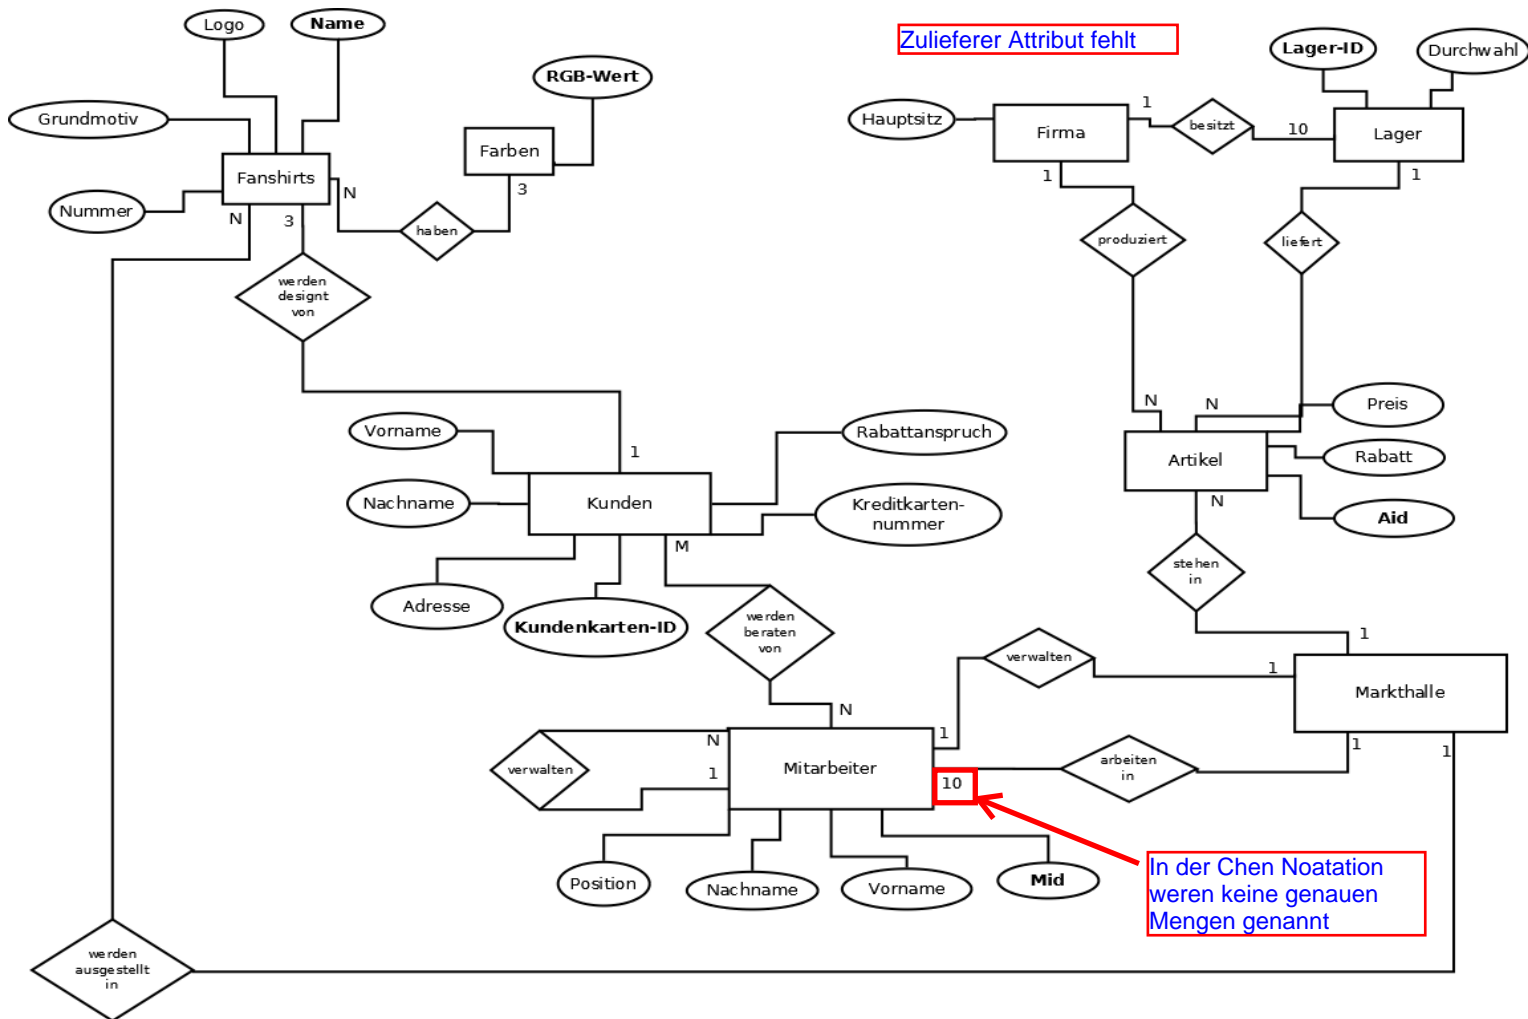 Logo
Name
Zulieferer Attribut fehlt
Lager-ID
Durchwahl
RGB-Wert
Grundmotiv
Hauptsitz
Firma
1
besitzt
10
Lager
Farben
Fanshirts
N
3
1
1
Nummer
N
3
haben
produziert
liefert
werden
designt
von
N
N
Preis
Vorname
1
Rabattanspruch
Artikel
Rabatt
Nachname
Kunden
Kreditkarten-
nummer
N
Aid
M
stehen
in
Adresse
Kundenkarten-ID
werden
beraten
von
1
verwalten
1
Markthalle
N
1
N
verwalten
1
Mitarbeiter
10
arbeiten
in
1
1
Position
Nachname
Vorname
Mid
In der Chen Noatation
weren keine genauen
Mengen genannt
werden
ausgestellt
in